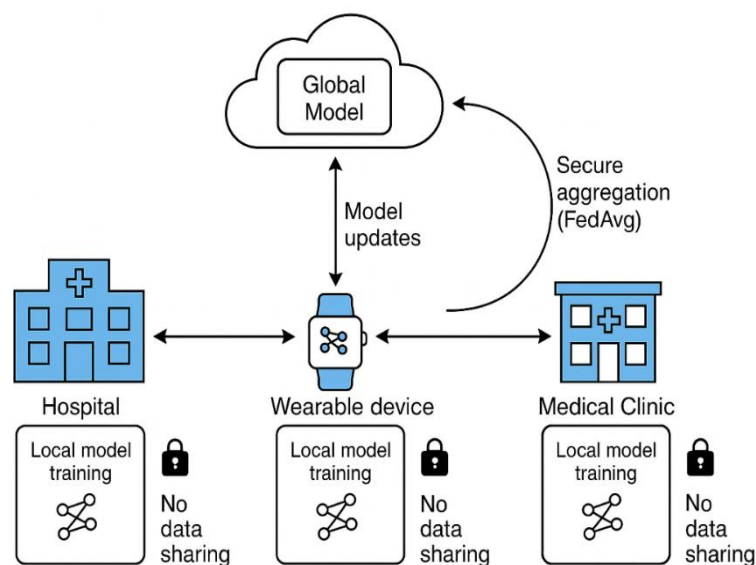 Global
Model
Secure
aggregation
(FedAvg)
Model
updates
Hospital
Wearable device
Medical Clinic
Local model
training
No
data
sharing
Local model
training
No
data
sharing
Local model
training
No
data
sharing